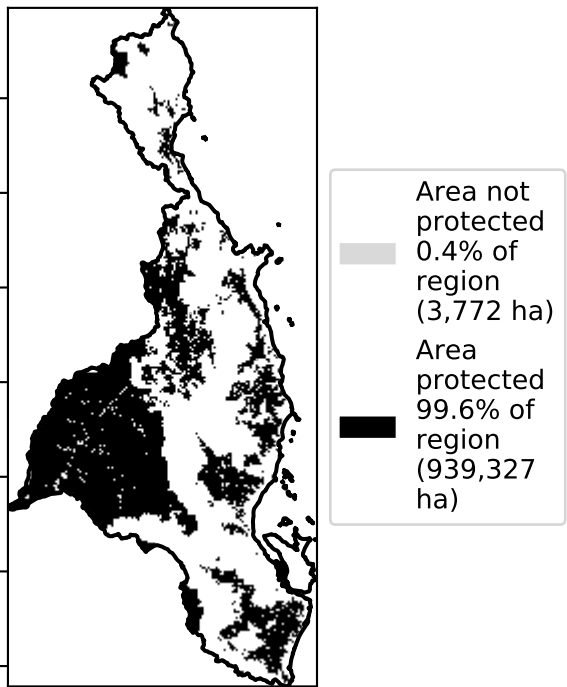 Area not
protected
0.4% of
region
(3,772 ha)
Area
protected
99.6% of
region
(939,327
ha)